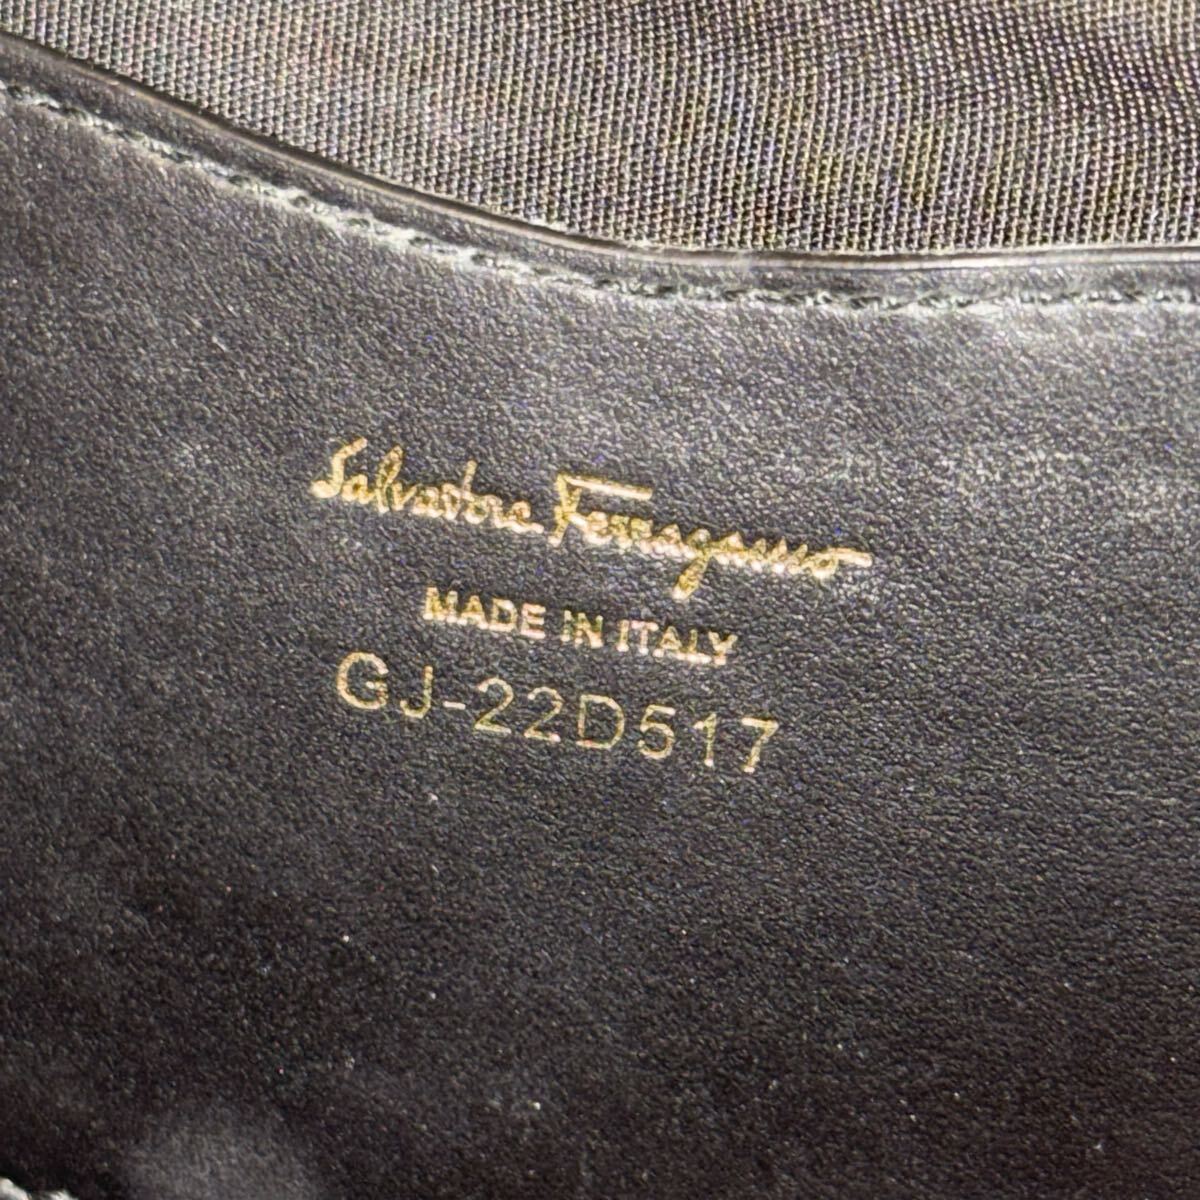 Salvatore Ferragamo
MADE IN ITALY
GJ-22D517